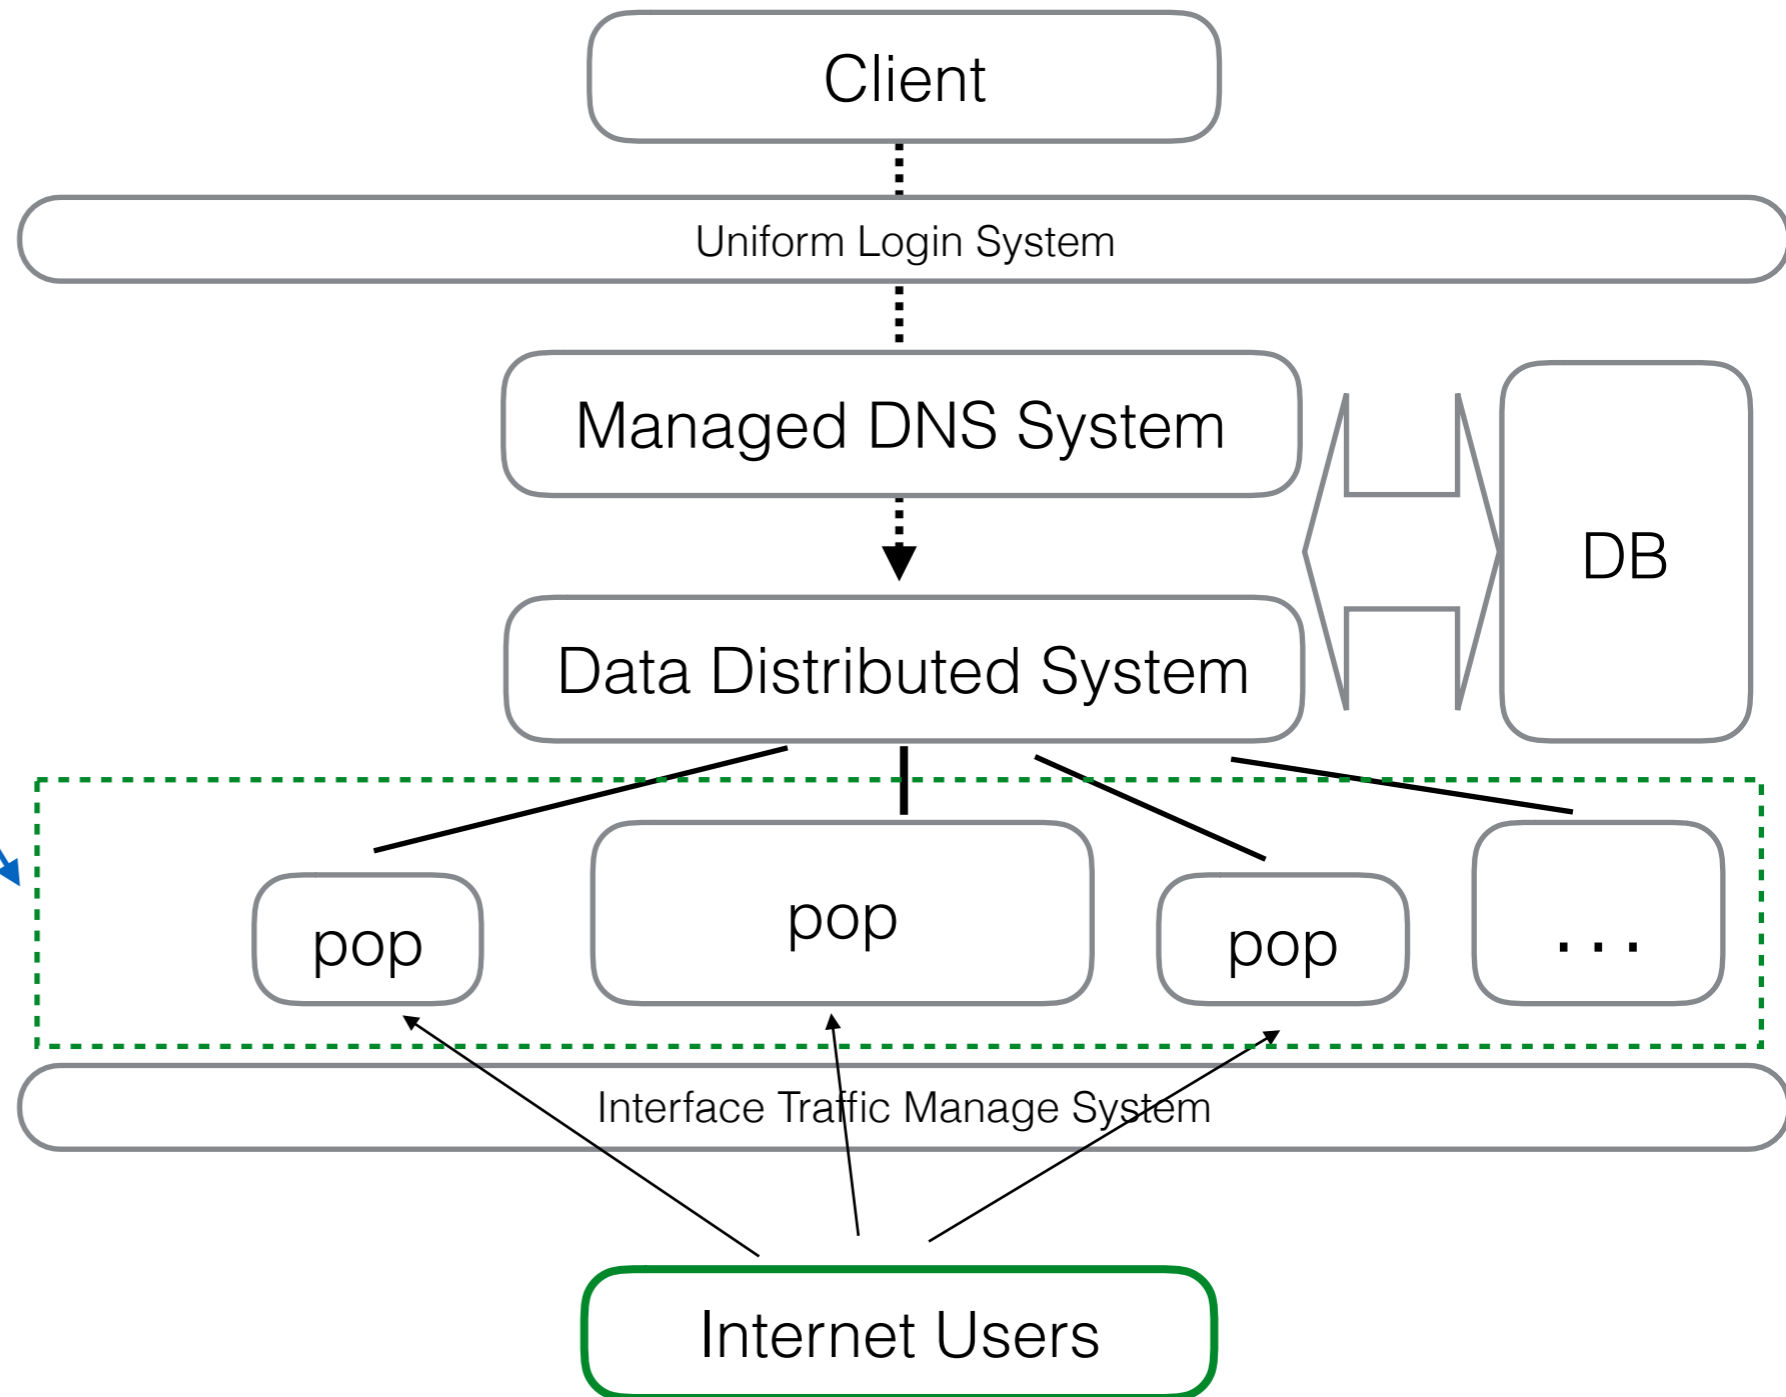 Client
Uniform Login System
Managed DNS System
DB
Data Distributed System
pop
pop
pop
...
Interface Traffic Manage System
Internet Users